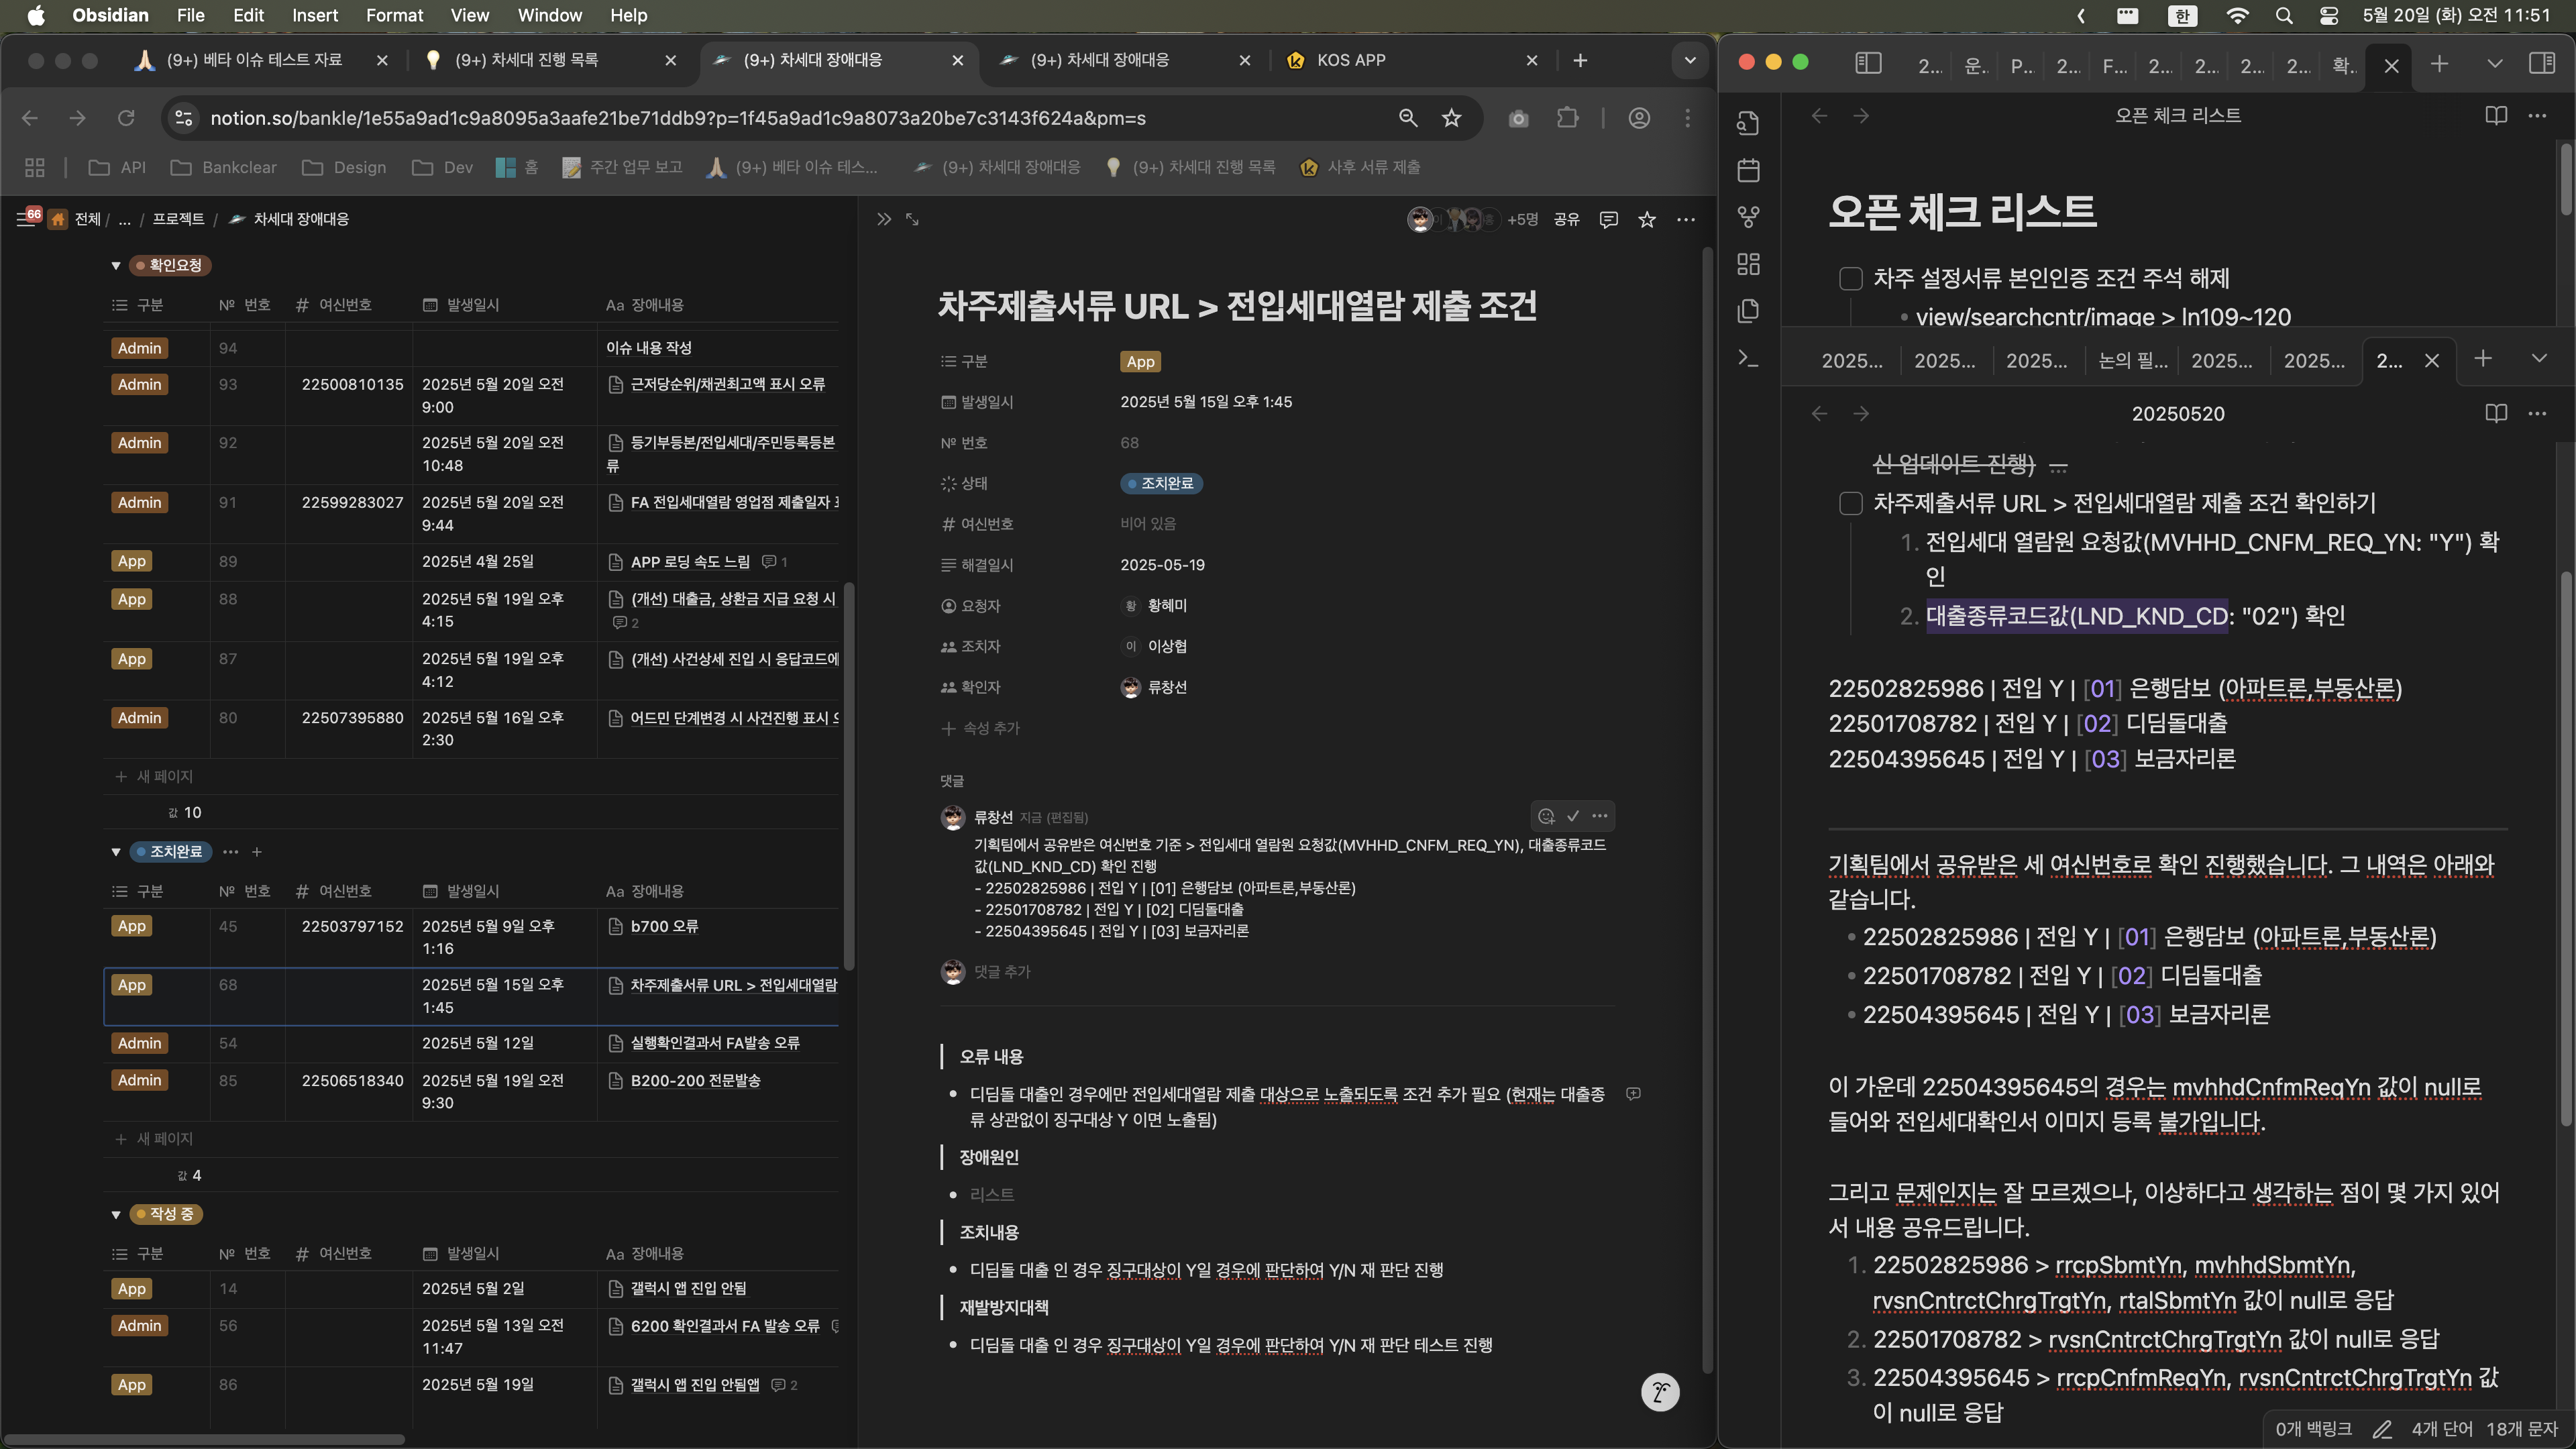 Obsidian File Edit Insert Format View Window Help
한 5월 20일 (화) 오전 11:51
(9+) 베타 이슈 테스트 자료
(9+) 차세대 진행 목록
(9+) 차세대 장애대응
(9+) 차세대 장애대응
KOS APP
notion.so/bankle/1e55a9ad1c9a8095a3aafe21be71ddb9?p=1f45a9ad1c9a8073a20be7c3143f624a&pm=s
API Bankclear Design Dev 홈 주간 업무 보고 (9+) 베타 이슈 테스... (9+) 차세대 장애대응 (9+) 차세대 진행 목록 사후 서류 제출
66 전체 / ... / 프로젝트 / 차세대 장애대응
확인요청
구분 Nº 번호 # 여신번호 발생일시 Aa 장애내용
Admin 94 이슈 내용 작성
Admin 93 22500810135 2025년 5월 20일 오전 근저당순위/채권최고액 표시 오류
9:00
Admin 92 2025년 5월 20일 오전 등기부등본/전입세대/주민등록등본
10:48 류
Admin 91 22599283027 2025년 5월 20일 오전 FA 전입세대열람 영업점 제출일자
9:44
App 89 2025년 4월 25일 APP 로딩 속도 느림 1
App 88 2025년 5월 19일 오후 (개선) 대출금, 상환금 지급 요청 시
4:15 2
App 87 2025년 5월 19일 오후 (개선) 사건상세 진입 시 응답코드에
4:12
Admin 80 22507395880 2025년 5월 16일 오후 어드민 단계변경 시 사건진행 표시
2:30
+ 새 페이지
값 10
조치완료 ... +
구분 Nº 번호 # 여신번호 발생일시 Aa 장애내용
App 45 22503797152 2025년 5월 9일 오후 b700 오류
1:16
App 68 2025년 5월 15일 오후 차주제출서류 URL > 전입세대열람
1:45
Admin 54 2025년 5월 12일 실행확인결과서 FA발송 오류
Admin 85 22506518340 2025년 5월 19일 오전 B200-200 전문발송
9:30
+ 새 페이지
값 4
작성 중
구분 Nº 번호 # 여신번호 발생일시 Aa 장애내용
App 14 2025년 5월 2일 갤럭시 앱 진입 안됨
Admin 56 2025년 5월 13일 오전 6200 확인결과서 FA 발송 오류
11:47
App 86 2025년 5월 19일 갤럭시 앱 진입 안됨앱 2
+5명 공유
차주제출서류 URL > 전입세대열람 제출 조건
구분 App
발생일시 2025년 5월 15일 오후 1:45
Nº 번호 68
상태 조치완료
# 여신번호 비어 있음
해결일시 2025-05-19
요청자 황 황혜미
조치자 이 이상협
확인자 류창선
+ 속성 추가
댓글
류창선 지금 (편집됨)
기획팀에서 공유받은 여신번호 기준 > 전입세대 열람원 요청값(MVHHD_CNFM_REQ_YN), 대출종류코드
값(LND_KND_CD) 확인 진행
- 22502825986 | 전입 Y | [01] 은행담보 (아파트론,부동산론)
- 22501708782 | 전입 Y | [02] 디딤돌대출
- 22504395645 | 전입 Y | [03] 보금자리론
댓글 추가
오류 내용
• 디딤돌 대출인 경우에만 전입세대열람 제출 대상으로 노출되도록 조건 추가 필요 (현재는 대출종
류 상관없이 징구대상 Y 이면 노출됨)
장애원인
• 리스트
조치내용
• 디딤돌 대출 인 경우 징구대상이 Y일 경우에 판단하여 Y/N 재 판단 진행
재발방지대책
• 디딤돌 대출 인 경우 징구대상이 Y일 경우에 판단하여 Y/N 재 판단 테스트 진행
2... 운.. P... 2... F... 2... 2... 2... 2... 확..
오픈 체크 리스트
오픈 체크 리스트
차주 설정서류 본인인증 조건 주석 해제
• view/searchcntr/image > ln109~120
2025... 2025... 2025... 논의 필... 2025... 2025... 2...
20250520
신 업데이트 진행) ...
차주제출서류 URL > 전입세대열람 제출 조건 확인하기
1. 전입세대 열람원 요청값(MVHHD_CNFM_REQ_YN: "Y") 확
인
2. 대출종류코드값(LND_KND_CD: "02") 확인
22502825986 | 전입 Y | [01] 은행담보 (아파트론,부동산론)
22501708782 | 전입 Y | [02] 디딤돌대출
22504395645 | 전입 Y | [03] 보금자리론
기획팀에서 공유받은 세 여신번호로 확인 진행했습니다. 그 내역은 아래와
같습니다.
• 22502825986 | 전입 Y | [01] 은행담보 (아파트론,부동산론)
• 22501708782 | 전입 Y | [02] 디딤돌대출
• 22504395645 | 전입 Y | [03] 보금자리론
이 가운데 22504395645의 경우는 mvhhdCnfmReqYn 값이 null로
들어와 전입세대확인서 이미지 등록 불가입니다.
그리고 문제인지는 잘 모르겠으나, 이상하다고 생각하는 점이 몇 가지 있어
서 내용 공유드립니다.
1. 22502825986 > rrcpSbmtYn, mvhhdSbmtYn,
rvsnCntrctChrgTrgtYn, rtalSbmtYn 값이 null로 응답
2. 22501708782 > rvsnCntrctChrgTrgtYn 값이 null로 응답
3. 22504395645 > rrcpCnfmReqYn, rvsnCntrctChrgTrgtYn 값
이 null로 응답
0개 백링크 4개 단어 18개 문자